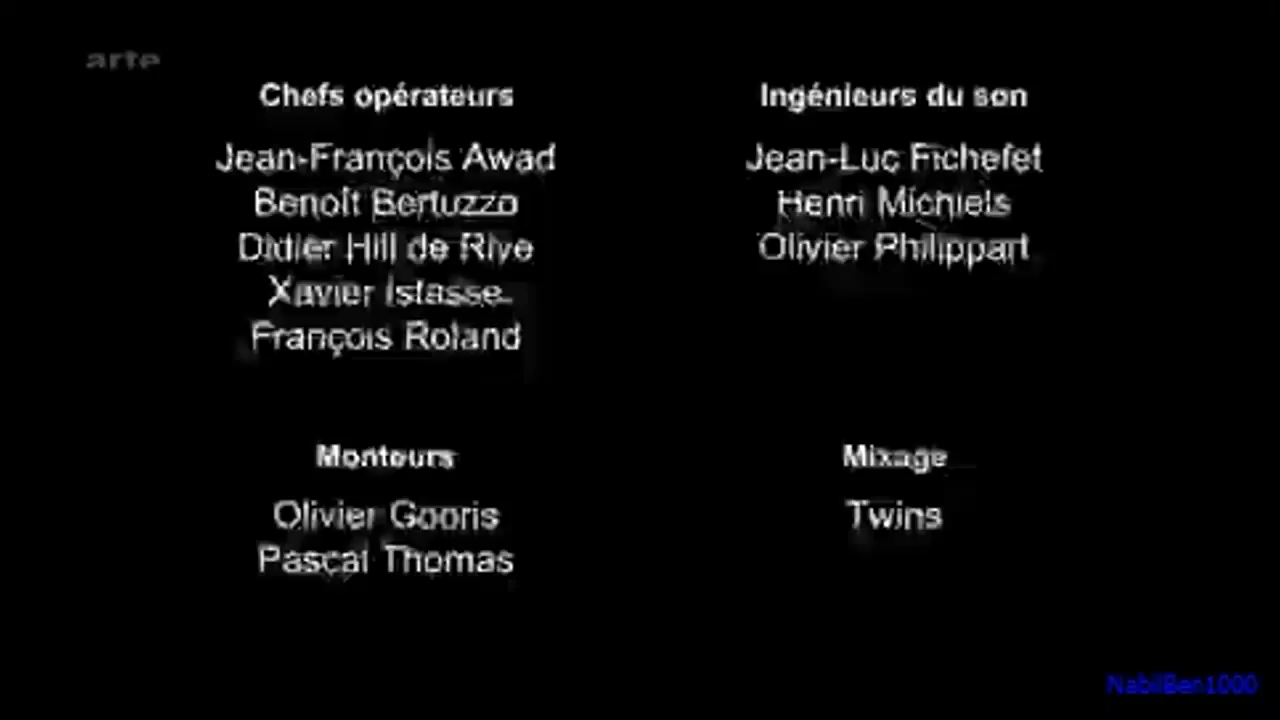 arte
Chefs opérateurs
Jean-François Awad
Benoît Bertuzzo
Didier Hill de Rive
Xavier Istasse
François Roland
Ingénieurs du son
Jean-Luc Fichefet
Henri Michiels
Olivier Philippart
Monteurs
Olivier Gooris
Pascal Thomas
Mixage
Twins
NabilBen1000